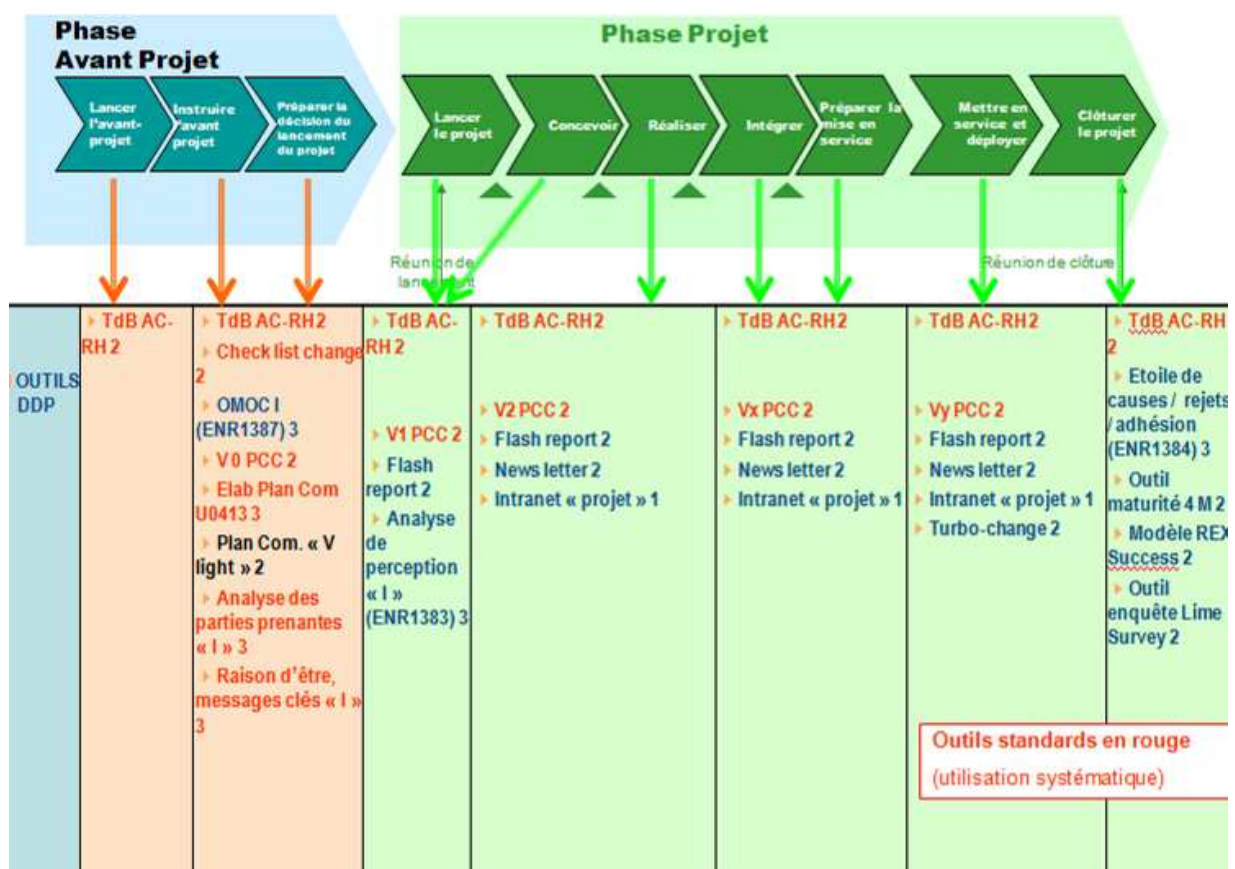 Phase
Avant Projet
Phase Projet
Lancer
l'avant-
projet
Instruire
l'avant
projet
Préparer la
décision du
lancement
du projet
Lancer
le projet
Concevoir
Réaliser
Intégrer
Préparer la
mise en
service
Mettre en
service et
déployer
Clôturer
le projet
Réunion de
lancement
Réunion de clôture
OUTILS
DDP
TdB AC-
RH 2
TdB AC-RH2
Check list change
2
OMOC I
(ENR1387) 3
V 0 PCC 2
Elab Plan Com
U0413 3
Plan Com. « V
light » 2
Analyse des
parties prenantes
« I » 3
Raison d'être,
messages clés « I »
3
TdB AC-
RH 2
V1 PCC 2
Flash
report 2
Analyse
de
perception
« I »
(ENR1383) 3
TdB AC-RH2
V2 PCC 2
Flash report 2
News letter 2
Intranet « projet » 1
TdB AC-RH2
Vx PCC 2
Flash report 2
News letter 2
Intranet « projet » 1
TdB AC-RH2
Vy PCC 2
Flash report 2
News letter 2
Intranet « projet » 1
Turbo-change 2
TdB AC-RH
2
Etoile de
causes / rejets
/ adhésion
(ENR1384) 3
Outil
maturité 4 M 2
Modèle REX
Success 2
Outil
enquête Lime
Survey 2
Outils standards en rouge
(utilisation systématique)